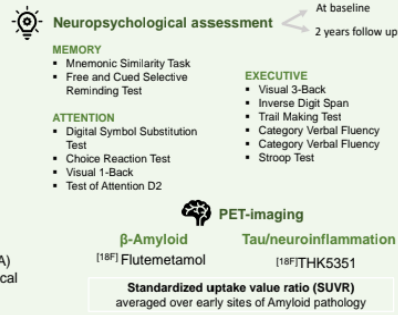 Neuropsychological assessment
At baseline
2 years follow up
MEMORY
▪ Mnemonic Similarity Task
▪ Free and Cued Selective
Reminding Test
ATTENTION
▪ Digital Symbol Substitution
Test
▪ Choice Reaction Test
▪ Visual 1-Back
▪ Test of Attention D2
EXECUTIVE
▪ Visual 3-Back
▪ Inverse Digit Span
▪ Trail Making Test
▪ Category Verbal Fluency
▪ Category Verbal Fluency
▪ Stroop Test
PET-imaging
β-Amyloid
[18F] Flutemetamol
Tau/neuroinflammation
[18F]THK5351
A)
cal
Standardized uptake value ratio (SUVR)
averaged over early sites of Amyloid pathology